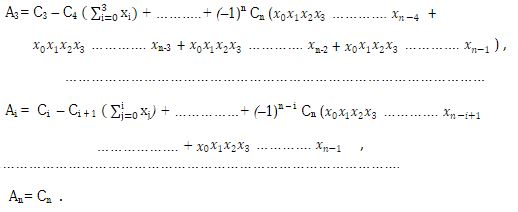 A₃= C₃ – C₄ ( ∑³ᵢ₌₀ xᵢ) + ………..+ (–1)ⁿ Cₙ (x₀x₁x₂x₃ …………. xₙ₋₄ +
x₀x₁x₂x₃ …………. xₙ₋₃ + x₀x₁x₂x₃ …………. xₙ₋₂ + x₀x₁x₂x₃ …………. xₙ₋₁ ) ,
……………………………………………………………………………………
Aᵢ = Cᵢ – Cᵢ₊₁ ( ∑ⁱⱼ₌₀ xⱼ) + ……………+ (–1)ⁿ⁻ⁱ Cₙ (x₀x₁x₂x₃ …………. xₙ₋ᵢ₊₁
……………… + x₀x₁x₂x₃ …………. xₙ₋₁ ,
……………………………………………………………………………….
Aₙ= Cₙ .